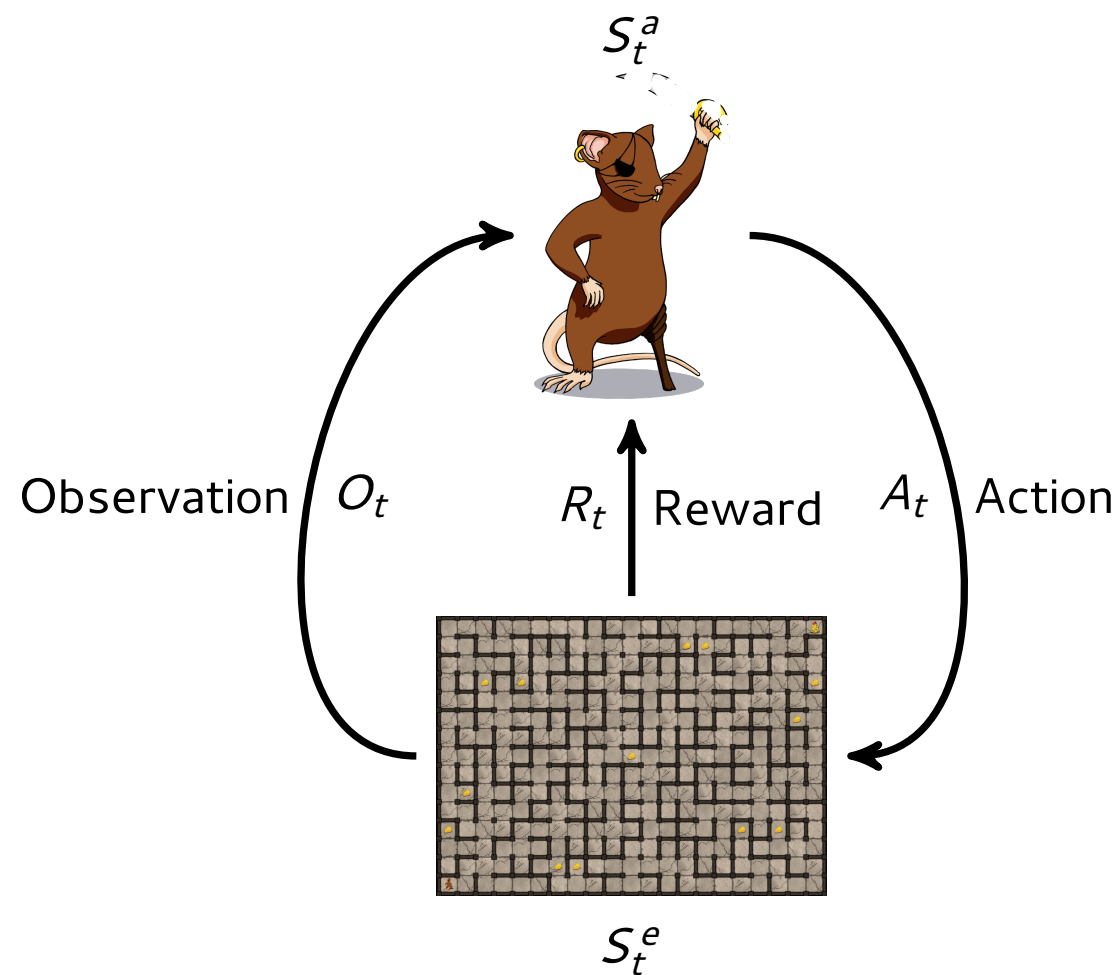 S_t^a
Observation
O_t
R_t
Reward
A_t
Action
S_t^e